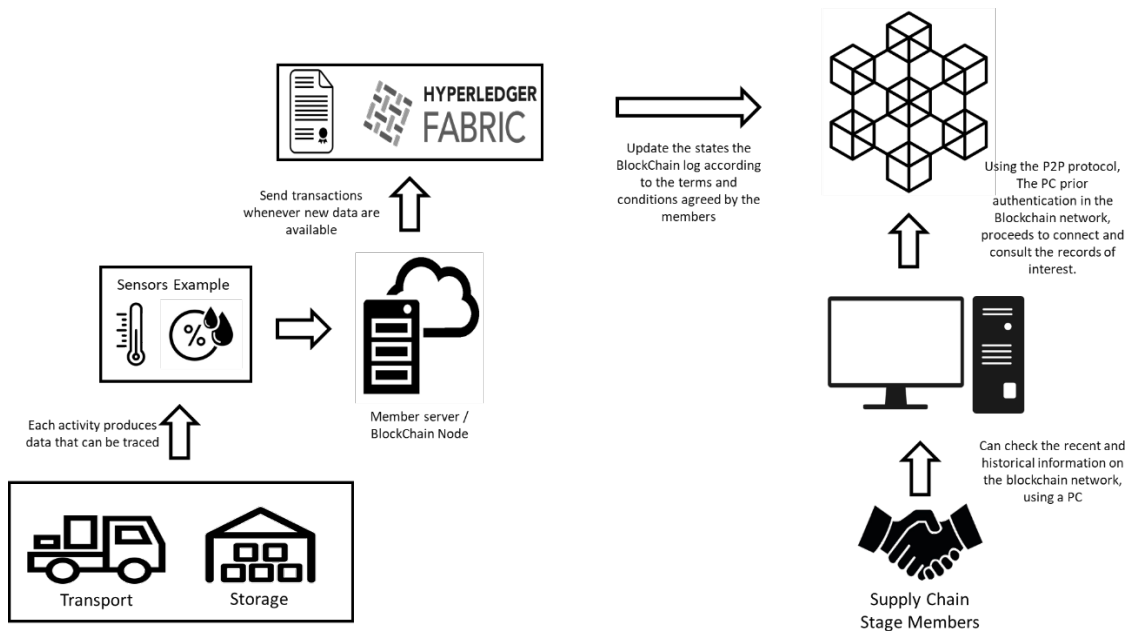 HYPERLEDGER
FABRIC
Send transactions
whenever new data are
available
Update the states the
BlockChain log according
to the terms and
conditions agreed by the
members
Using the P2P protocol,
The PC prior
authentication in the
Blockchain network,
proceeds to connect and
consult the records of
interest.
Sensors Example
%
Member server /
BlockChain Node
Each activity produces
data that can be traced
Can check the recent and
historical information on
the blockchain network,
using a PC
Transport
Storage
Supply Chain
Stage Members